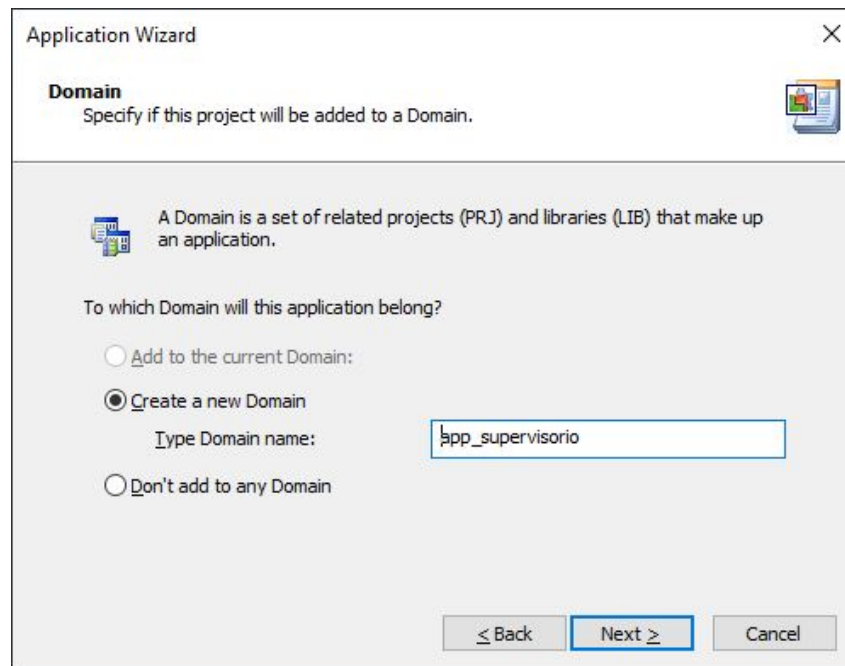 Application Wizard
Domain
Specify if this project will be added to a Domain.
A Domain is a set of related projects (PRJ) and libraries (LIB) that make up
an application.
To which Domain will this application belong?
Add to the current Domain:
Create a new Domain
Type Domain name:
app_supervisorio
Don't add to any Domain
< Back
Next >
Cancel